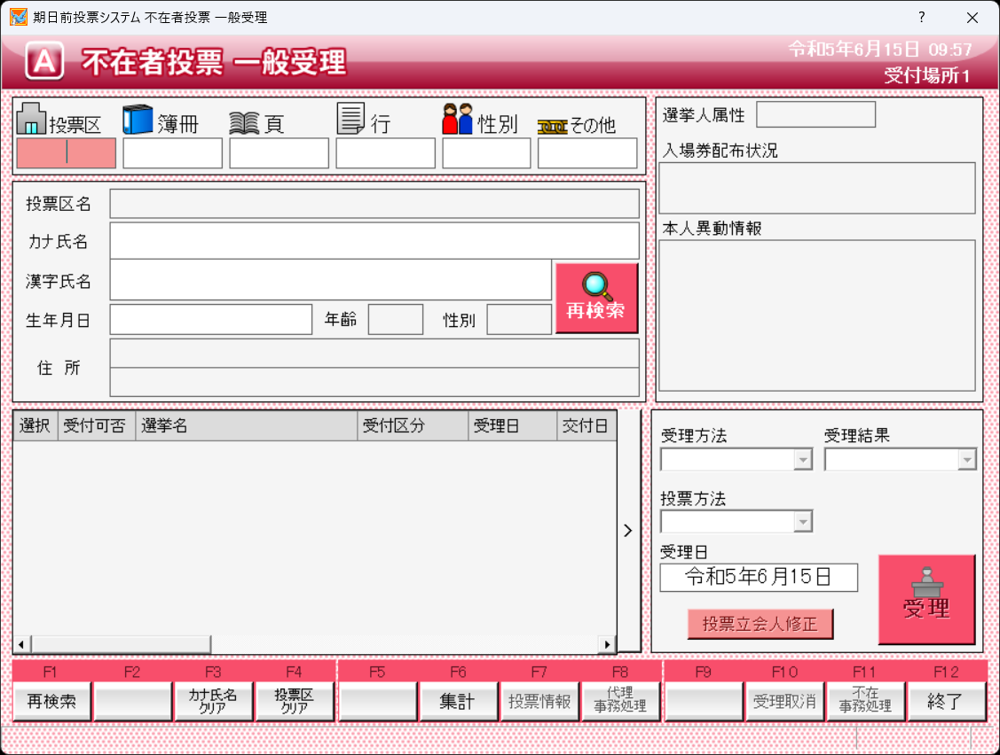 期日前投票システム 不在者投票 一般受理
?
A 不在者投票 一般受理
令和5年6月15日 09:57
受付場所1
投票区 簿冊 頁 行 性別 その他
選挙人属性
入場券配布状況
投票区名
カナ氏名
漢字氏名
生年月日 年齢 性別
再検索
住 所
本人異動情報
選択 受付可否 選挙名 受付区分 受理日 交付日
>
受理方法 受理結果
投票方法
受理日
令和5年6月15日
投票立会人修正
受理
F1 F2 F3 F4 F5 F6 F7 F8 F9 F10 F11 F12
再検索
カナ氏名
クリア
投票区
クリア
集計
投票情報
代理
事務処理
受理取消
不在
事務処理
終了